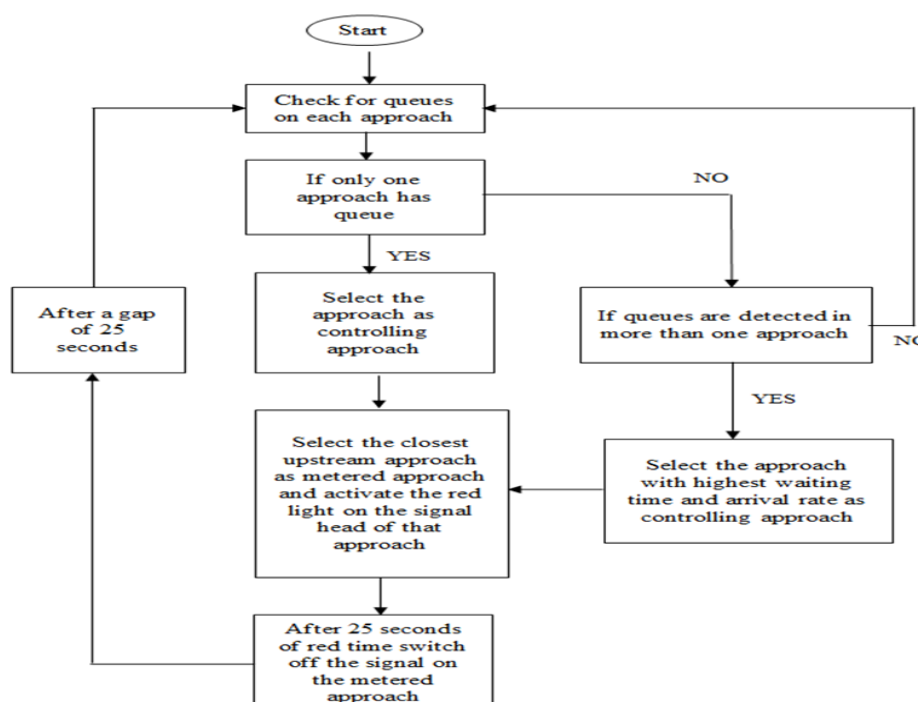 Start
Check for queues
on each approach
If only one
approach has
queue
NO
YES
Select the
approach as
controlling
approach
After a gap
of 25
seconds
If queues are detected in
more than one approach
NO
YES
Select the closest
upstream approach
as metered approach
and activate the red
light on the signal
head of that
approach
Select the approach
with highest waiting
time and arrival rate as
controlling approach
After 25 seconds
of red time switch
off the signal on
the metered
approach